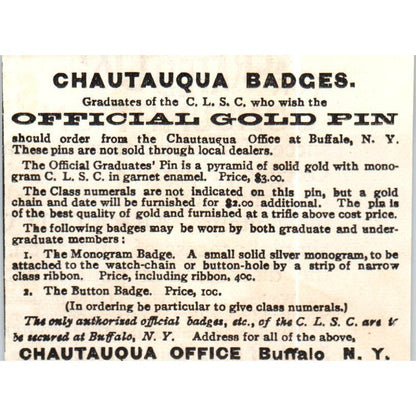 CHAUTAUQUA BADGES.
Graduates of the C. L. S. C. who wish the
OFFICIAL GOLD PIN
should order from the Chautauqua Office at Buffalo, N. Y.
These pins are not sold through local dealers.
The Official Graduates' Pin is a pyramid of solid gold with mono-
gram C. L. S. C. in garnet enamel. Price, $3.00.
The Class numerals are not indicated on this pin, but a gold
chain and date will be furnished for $2.00 additional. The pin is
of the best quality of gold and furnished at a trifle above cost price.
The following badges may be worn by both graduate and under-
graduate members:
1. The Monogram Badge. A small solid silver monogram, to be
attached to the watch-chain or button-hole by a strip of narrow
class ribbon. Price, including ribbon, 40c.
2. The Button Badge. Price, 10c.
(In ordering be particular to give class numerals.)
The only authorized official badges, etc., of the C. L. S. C. are to
be secured at Buffalo, N. Y. Address for all of the above,
CHAUTAUQUA OFFICE Buffalo N. Y.